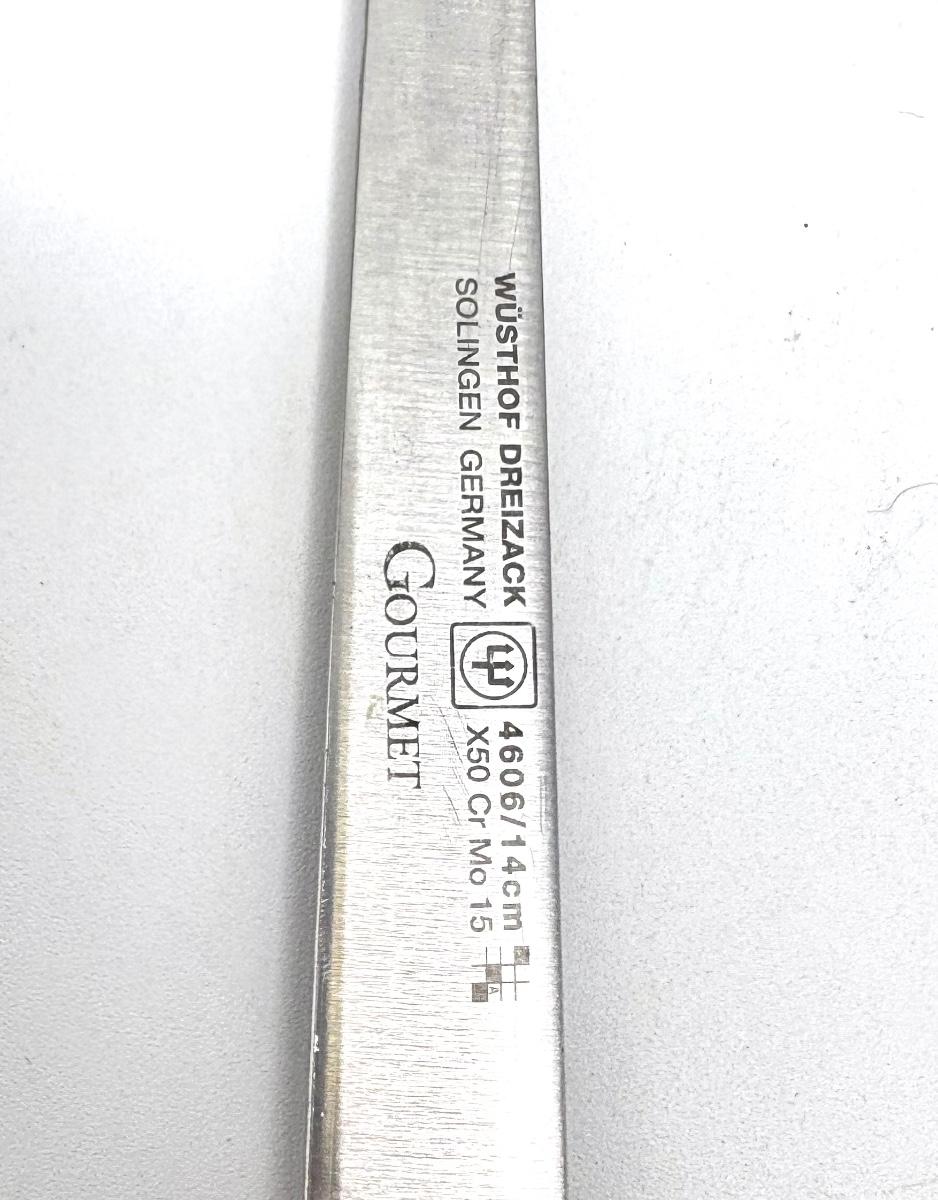 WÜSTHOF DREIZACK
SOLINGEN GERMANY
4606/14cm
X50 Cr Mo 15
GOURMET
A